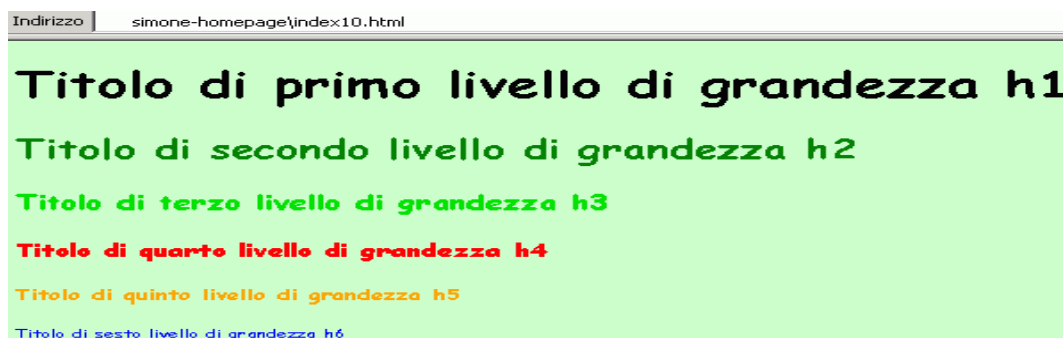 Indirizzo simone-homepage\index10.html
Titolo di primo livello di grandezza h1
Titolo di secondo livello di grandezza h2
Titolo di terzo livello di grandezza h3
Titolo di quarto livello di grandezza h4
Titolo di quinto livello di grandezza h5
Titolo di sesto livello di grandezza h6